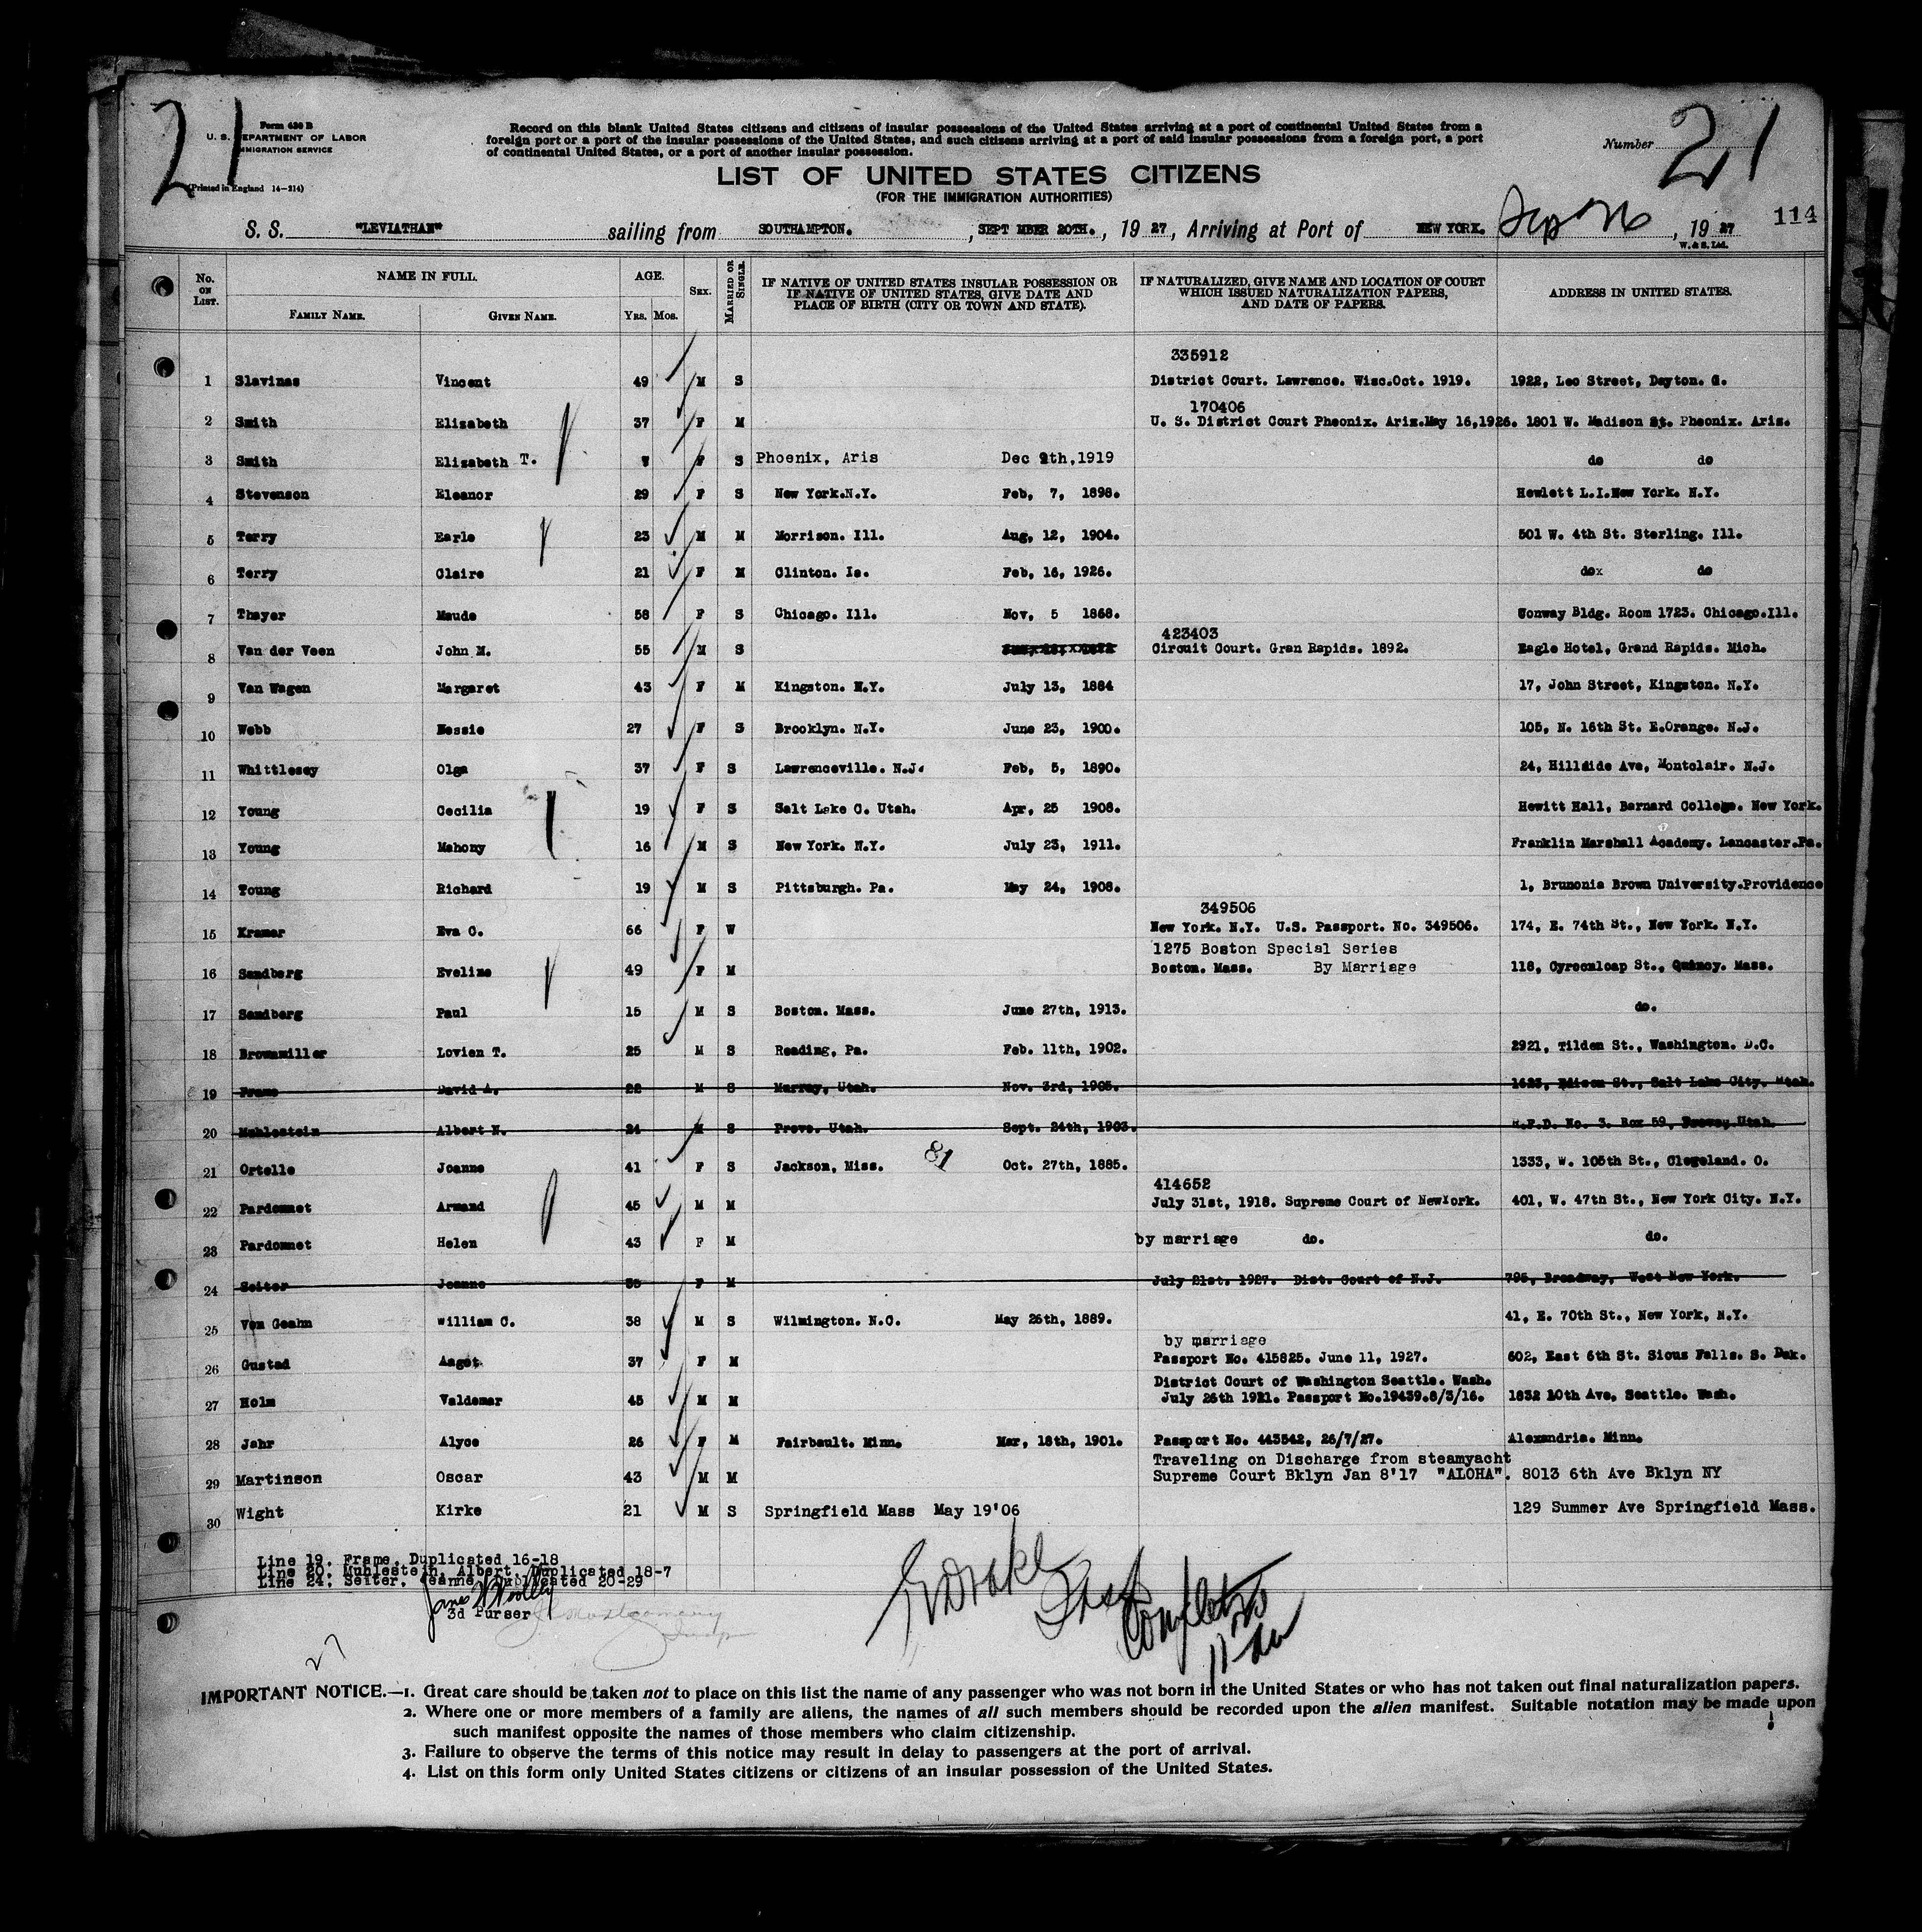 21
Form 630 B
U. S. DEPARTMENT OF LABOR
IMMIGRATION SERVICE
(Printed in England 14-214)
Record on this blank United States citizens and citizens of insular possessions of the United States arriving at a port of continental United States from a
foreign port or a port of the insular possessions of the United States, and such citizens arriving at a port of said insular possessions from a foreign port, a port
of continental United States, or a port of another insular possession.
Number 21
LIST OF UNITED STATES CITIZENS
(FOR THE IMMIGRATION AUTHORITIES)
114
S. S. "LEVIATHAN" sailing from SOUTHAMPTON. , SEPT MBER 20TH. , 19 27 , Arriving at Port of NEW YORK. Sep 26 , 19 27
W. & S. Ltd.
No. ON LIST. NAME IN FULL. AGE. SEX. MARRIED OR SINGLE. IF NATIVE OF UNITED STATES INSULAR POSSESSION OR IF NATIVE OF UNITED STATES, GIVE DATE AND PLACE OF BIRTH (CITY OR TOWN AND STATE). IF NATURALIZED, GIVE NAME AND LOCATION OF COURT WHICH ISSUED NATURALIZATION PAPERS, AND DATE OF PAPERS. ADDRESS IN UNITED STATES.
FAMILY NAME. GIVEN NAME. YRS. MOS.
335912
1 Slavinas Vincent 49 M S District Court. Lawrence. Wisc.Oct. 1919. 1922, Leo Street, Dayton. O.
170406
2 Smith Elizabeth 37 F M U. S. District Court Pheonix. Ariz.May 16,1926. 1801 W. Madison St. Pheonix. Ariz.
3 Smith Elizabeth T. 7 F S Phoenix, Aris Dec 9th,1919 do do
4 Stevenson Eleanor 29 F S New York.N.Y. Feb, 7, 1898. Hewlett L.I.New York. N.Y.
5 Terry Earle 23 M M Morrison. Ill. Aug, 12, 1904. 501 W. 4th St. Sterling. Ill.
6 Terry Claire 21 F M Clinton. Ia. Feb, 16, 1926. dox do
7 Thayer Maude 58 F S Chicago. Ill. Nov, 5 1868. Conway Bldg. Room 1723. Chicago.Ill.
423403
8 Van der Veen John M. 55 M S Circuit Court. Gran Rapids. 1892. Eagle Hotel, Grand Rapids. Mich.
9 Van Wagen Margaret 43 F M Kingston. N.Y. July 13, 1884 17, John Street, Kingston. N.Y.
10 Webb Bessie 27 F S Brooklyn. N.Y. June 23, 1900. 105, N. 16th St. E.Orange. N.J.
11 Whittlesey Olga 37 F S Lawrenceville. N.J. Feb, 5, 1890. 24, Hillside Ave, Montclair. N.J.
12 Young Cecilia 19 F S Salt Lake C. Utah. Apr, 25 1908. Hewitt Hall, Barnard College. New York.
13 Young Mahony 16 M S New York. N.Y. July 23, 1911. Franklin Marshall Academy. Lancaster.Pa.
14 Young Richard 19 M S Pittsburgh. Pa. May 24, 1908. 1, Brunonia Brown University.Providence
349506
15 Kramer Eva C. 66 F W New York. N.Y. U.S. Passport. No. 349506. 174, E. 74th St., New York. N.Y.
1275 Boston Special Series
16 Sandberg Eveline 49 F M Boston. Mass. By Marriage 118, Gyreenloap St., Quincy. Mass.
17 Sandberg Paul 15 M S Boston. Mass. June 27th, 1913. do.
18 Brownmiller Lovien T. 25 M S Reading, Pa. Feb. 11th, 1902. 2921, Tilden St., Washington. D.C.
19 Frame David A. 22 M S Murray, Utah. Nov. 3rd, 1905. 1623, Edison St., Salt Lake City. Utah.
20 Muhlestein Albert N. 24 M S Provo. Utah. Sept. 24th, 1903. R.F.D. No. 3. Box 59, Provoy Utah.
21 Ortelle Joanne 41 F S Jackson, Miss. 81 Oct. 27th, 1885. 1333, W. 105th St., Clegeland. O.
414652
22 Pardonnet Armand 45 M M July 31st, 1918. Supreme Court of NewYork. 401, W. 47th St., New York City. N.Y.
23 Pardonnet Helen 43 F M by marriage do. do.
24 Seiter Jeanne 35 F M July 21st. 1927. Dist. Court of N.J. 795, Broadway, West New York.
25 Von Geahn William C. 38 M S Wilmington. N.C. May 26th, 1889. 41, E. 70th St., New York, N.Y.
by marriage
26 Gustad Aagot 37 F M Passport No. 415825. June 11, 1927. 602, East 6th St. Sious Falls. S. Dak.
District Court of Washington Seattle. Wash.
27 Holm Valdemar 45 M M July 26th 1921. Passport No.19439.8/3/16. 1832 10th Ave, Seattle. Wash.
28 Jahr Alyce 26 F M Fairbault. Minn. Mar, 18th, 1901. Passport No. 443542, 26/7/27. Alexandria. Minn.
Traveling on Discharge from steamyacht
29 Martinson Oscar 43 M M Supreme Court Bklyn Jan 8'17 "ALOHA". 8013 6th Ave Bklyn NY
30 Wight Kirke 21 M S Springfield Mass May 19'06 129 Summer Ave Springfield Mass.
Line 19. Frame. Duplicated 16-18
Line 20. Muhlestein, Albert. Duplicated 18-7
Line 24. Seiter. Jeanne Duplicated 20-29
3d Purser
27
IMPORTANT NOTICE.—1. Great care should be taken not to place on this list the name of any passenger who was not born in the United States or who has not taken out final naturalization papers.
2. Where one or more members of a family are aliens, the names of all such members should be recorded upon the alien manifest. Suitable notation may be made upon
such manifest opposite the names of those members who claim citizenship.
3. Failure to observe the terms of this notice may result in delay to passengers at the port of arrival.
4. List on this form only United States citizens or citizens of an insular possession of the United States.